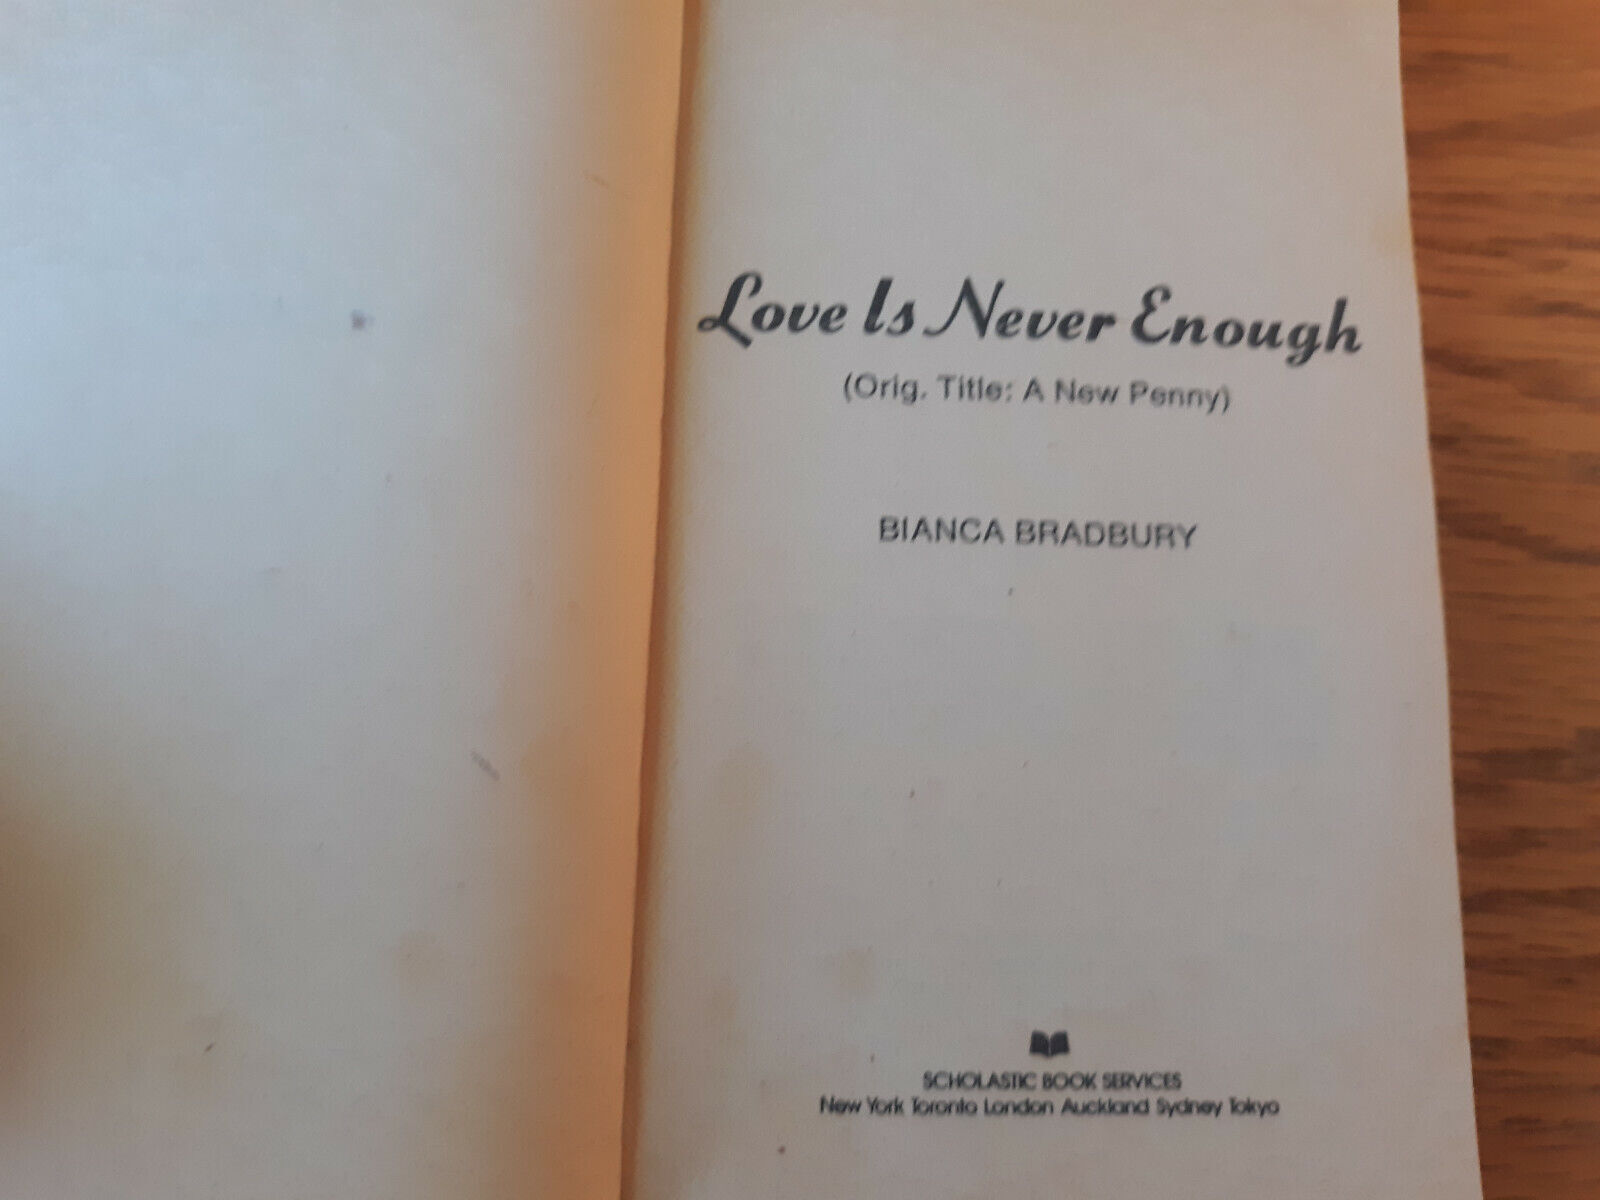 Love Is Never Enough
(Orig. Title: A New Penny)
BIANCA BRADBURY
SCHOLASTIC BOOK SERVICES
New York Toronto London Auckland Sydney Tokyo